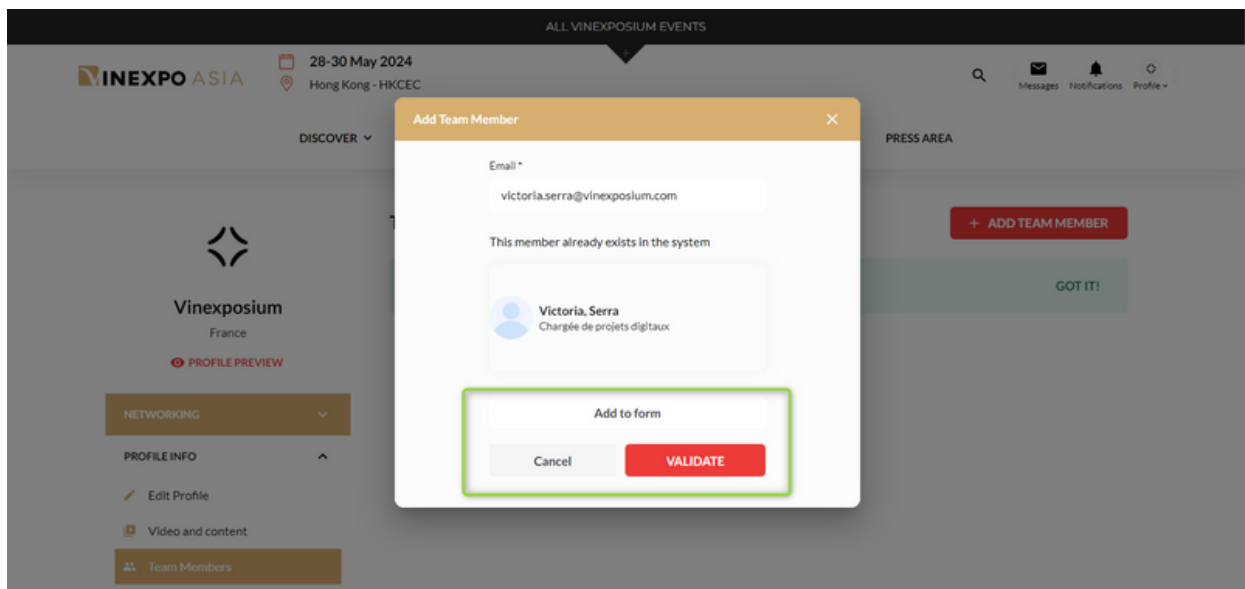 ALL VINEXPOSIUM EVENTS
+
VINEXPO ASIA
28-30 May 2024
Hong Kong - HKCEC
Messages
Notifications
Profile
DISCOVER
PRESS AREA
Add Team Member
Email *
victoria.serra@vinexposium.com
This member already exists in the system
Victoria, Serra
Chargée de projets digitaux
Add to form
Cancel
VALIDATE
T
+ ADD TEAM MEMBER
GOT IT!
Vinexposium
France
PROFILE PREVIEW
NETWORKING
PROFILE INFO
Edit Profile
Video and content
Team Members